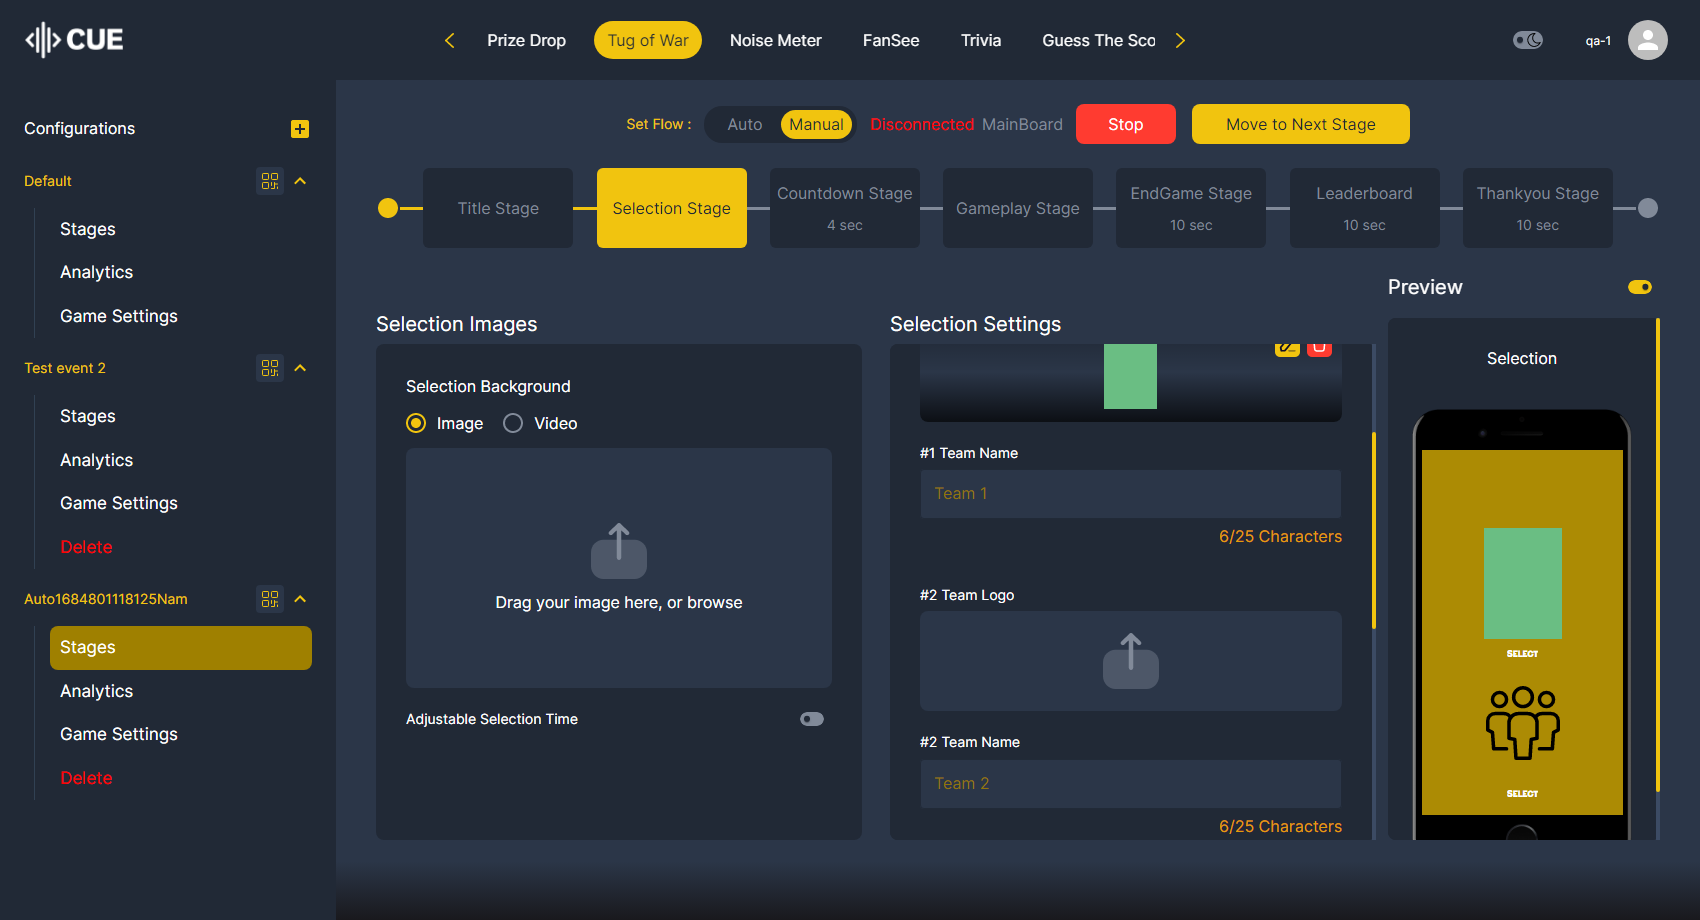 CUE
Prize Drop
Tug of War
Noise Meter
FanSee
Trivia
Guess The Sco
qa-1
Configurations
Default
Stages
Analytics
Game Settings
Test event 2
Stages
Analytics
Game Settings
Delete
Auto1684801118125Nam
Stages
Analytics
Game Settings
Delete
Set Flow :
Auto
Manual
Disconnected MainBoard
Stop
Move to Next Stage
Title Stage
Selection Stage
Countdown Stage
4 sec
Gameplay Stage
EndGame Stage
10 sec
Leaderboard
10 sec
Thankyou Stage
10 sec
Selection Images
Selection Background
Image
Video
Drag your image here, or browse
Adjustable Selection Time
Selection Settings
#1 Team Name
Team 1
6/25 Characters
#2 Team Logo
#2 Team Name
Team 2
6/25 Characters
Preview
Selection
SELECT
SELECT